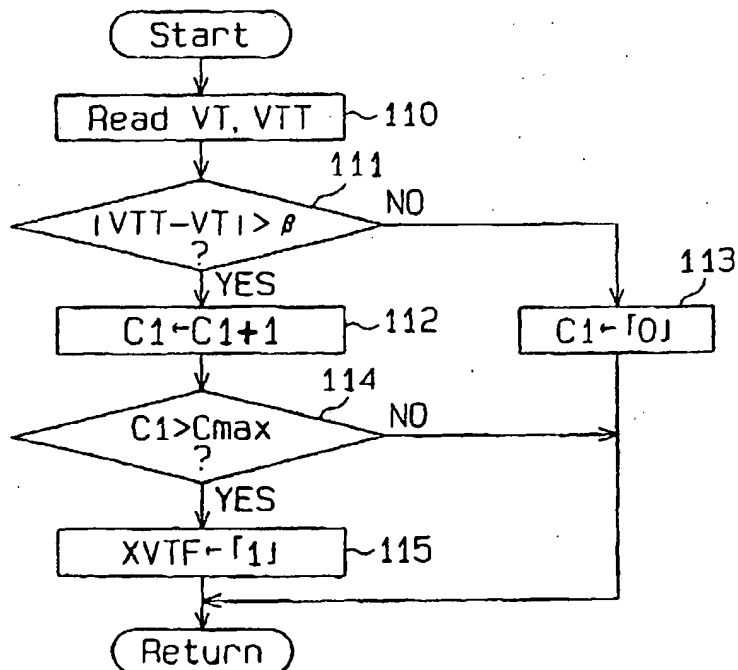 Start
Read VT, VTT
110
111
|VTT-VT|>β
?
NO
YES
113
C1←C1+1
112
C1←「0」
114
C1>Cmax
?
NO
YES
XVTF←「1」
115
Return